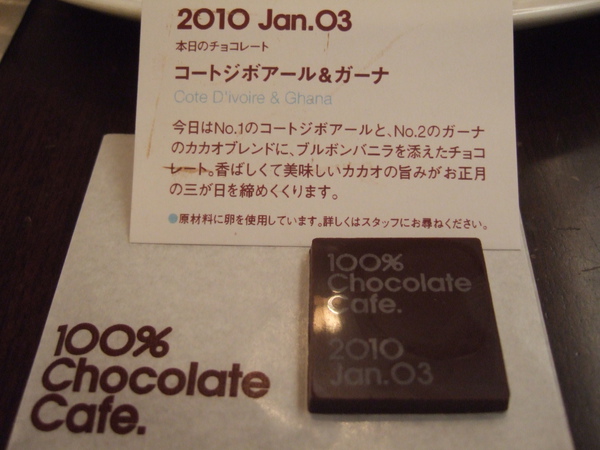 2010 Jan.03
本日のチョコレート
コートジボアール&ガーナ
Cote D'ivoire & Ghana
今日はNo.1のコートジボアールと、No.2のガーナ
のカカオブレンドに、ブルボンバニラを添えたチョコ
レート。香ばしくて美味しいカカオの旨みがお正月
の三が日を締めくくります。
●原材料に卵を使用しています。詳しくはスタッフにお尋ねください。
100%
Chocolate
Cafe.
2010
Jan.03
100%
Chocolate
Cafe.